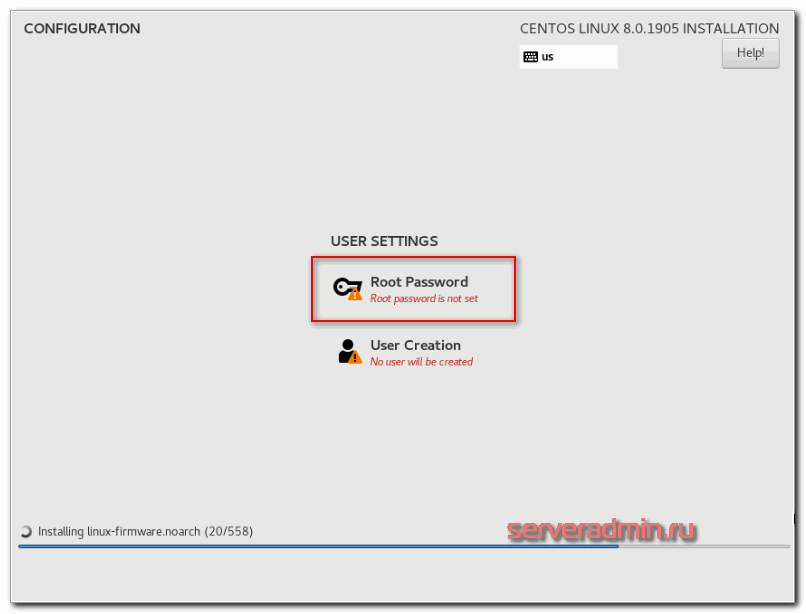 CONFIGURATION
CENTOS LINUX 8.0.1905 INSTALLATION
us
Help!
USER SETTINGS
Root Password
Root password is not set
User Creation
No user will be created
Installing linux-firmware.noarch (20/558)
serveradmin.ru